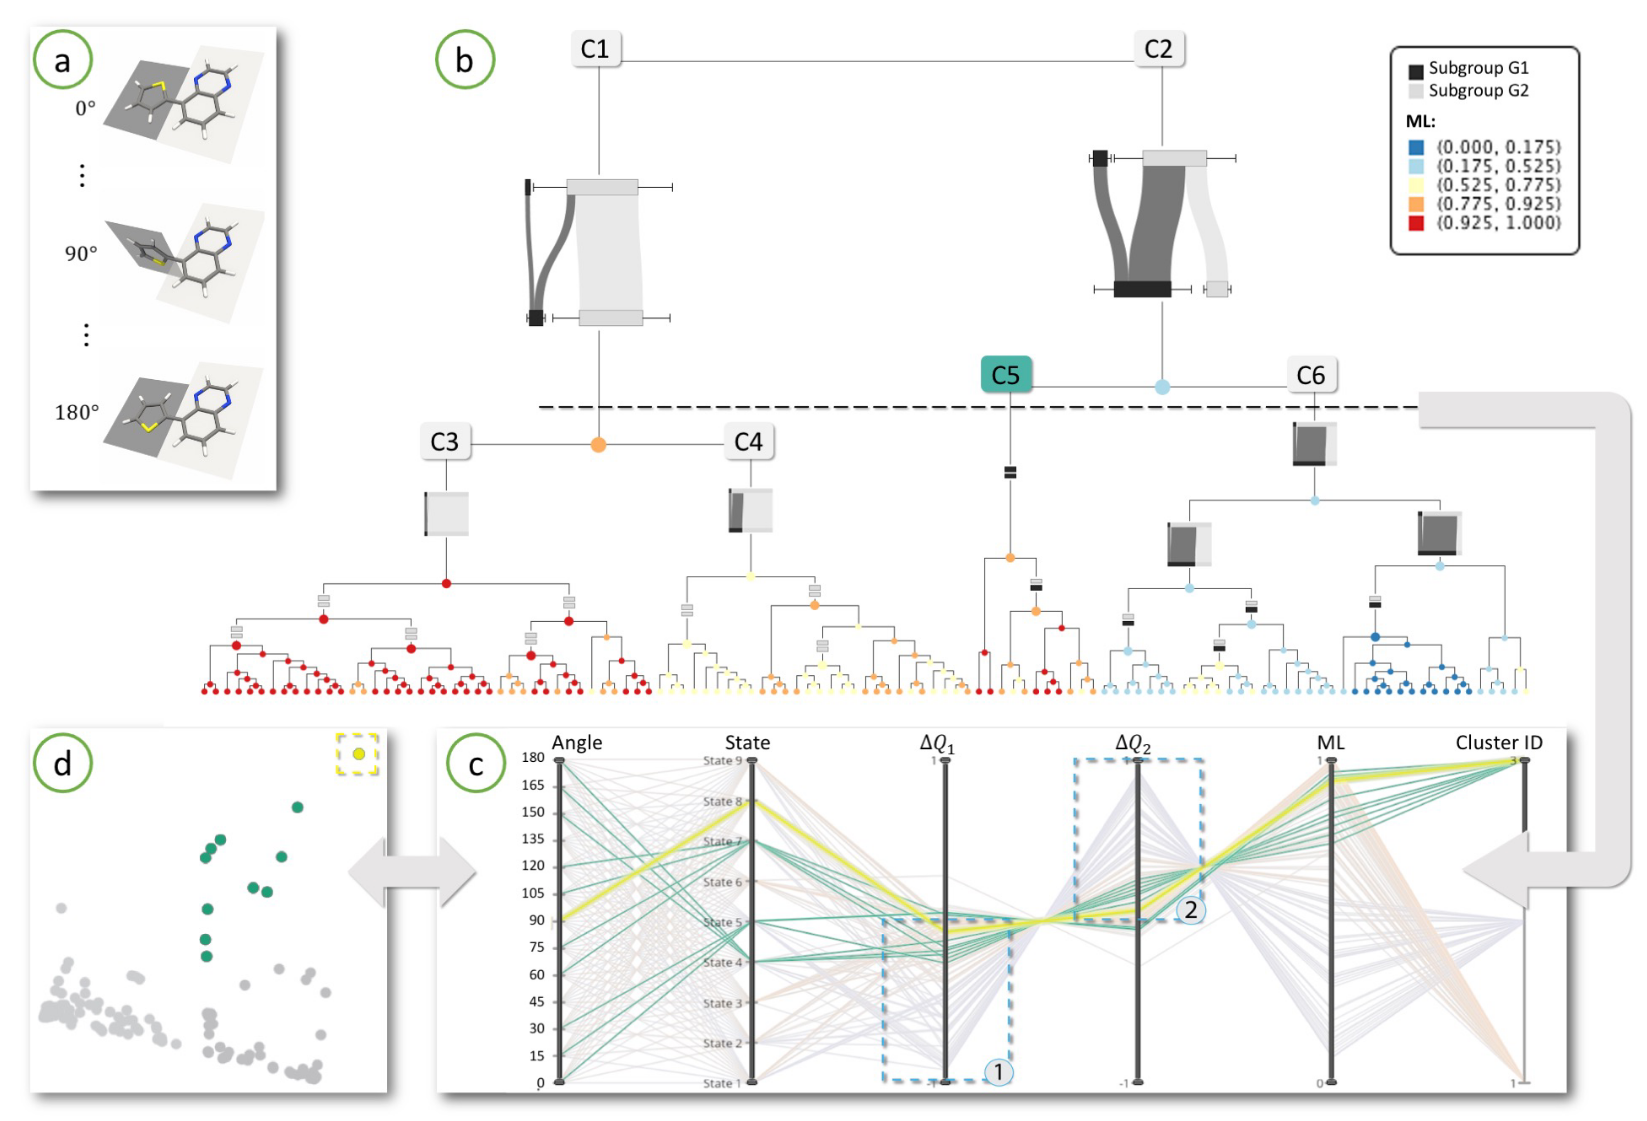 a
0°
⋮
90°
⋮
180°
b
C1
C2
Subgroup G1
Subgroup G2
ML:
(0.000, 0.175)
(0.175, 0.525)
(0.525, 0.775)
(0.775, 0.925)
(0.925, 1.000)
C5
C6
C3
C4
d
c
Angle
State
ΔQ1
ΔQ2
ML
Cluster ID
180
165
150
135
120
105
90
75
60
45
30
15
0
State 9
State 8
State 7
State 6
State 5
State 4
State 3
State 2
State 1
1
-1
1
1
-1
2
1
0
3
1